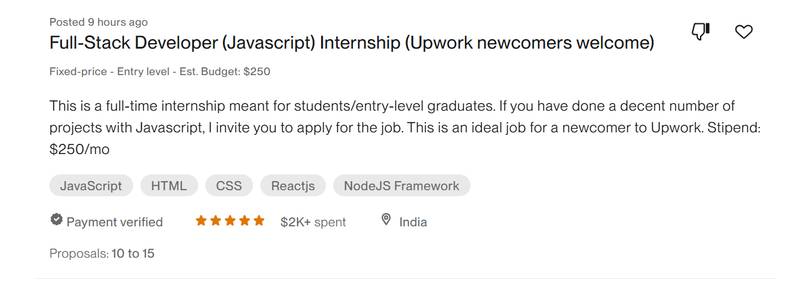 Posted 9 hours ago
Full-Stack Developer (Javascript) Internship (Upwork newcomers welcome)
Fixed-price - Entry level - Est. Budget: $250
This is a full-time internship meant for students/entry-level graduates. If you have done a decent number of
projects with Javascript, I invite you to apply for the job. This is an ideal job for a newcomer to Upwork. Stipend:
$250/mo
JavaScript HTML CSS Reactjs NodeJS Framework
Payment verified $2K+ spent India
Proposals: 10 to 15